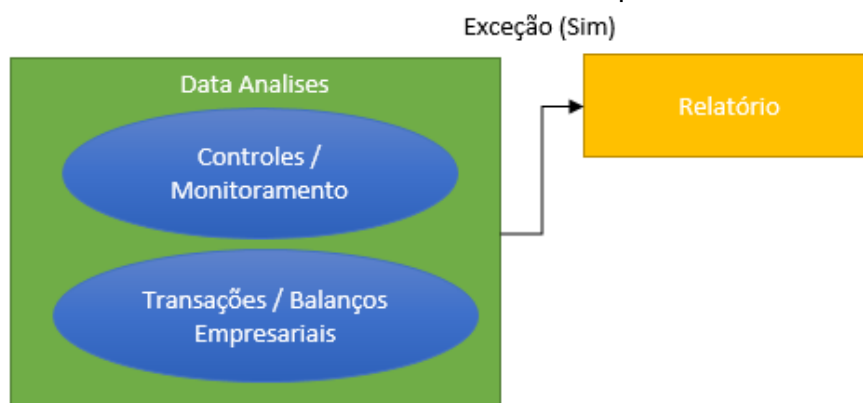 Exceção (Sim)
Data Analises
Relatório
Controles /
Monitoramento
Transações / Balanços
Empresariais